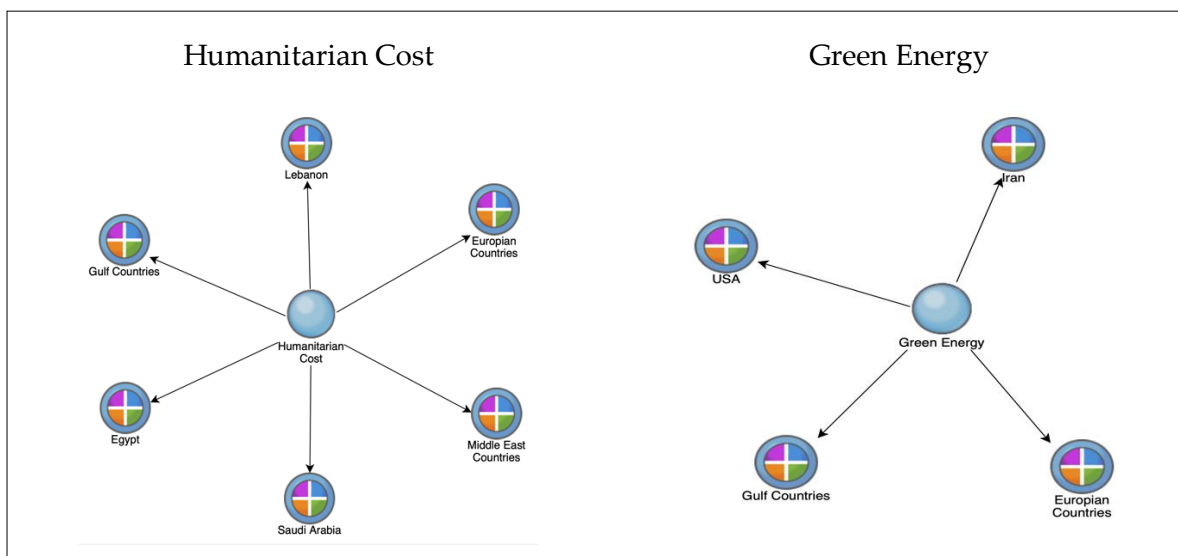 Humanitarian Cost
Lebanon
Europian
Countries
Gulf Countries
Humanitarian
Cost
Egypt
Middle East
Countries
Saudi Arabia
Green Energy
Iran
USA
Green Energy
Gulf Countries
Europian
Countries